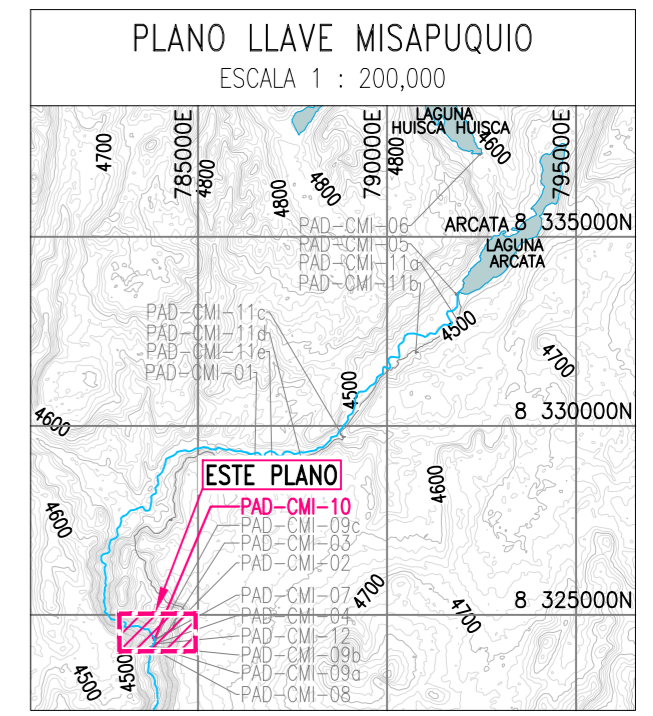 PLANO LLAVE MISAPUQUIO
ESCALA 1 : 200,000
4700
785000E
4800
4800
4800
790000E
4800
LAGUNA
HUISCA HUISCA
4600
795000E
PAD-CMI-06
ARCATA
8 335000N
PAD-CMI-05
LAGUNA
ARCATA
PAD-CMI-11a
PAD-CMI-11b
PAD-CMI-11c
PAD-CMI-11d
PAD-CMI-11e
PAD-CMI-01
4500
4700
4500
4600
8 330000N
ESTE PLANO
4600
4600
PAD-CMI-10
PAD-CMI-09c
PAD-CMI-03
PAD-CMI-02
PAD-CMI-07
4700
4700
8 325000N
PAD-CMI-04
PAD-CMI-12
PAD-CMI-09b
PAD-CMI-09a
PAD-CMI-08
4500
4500